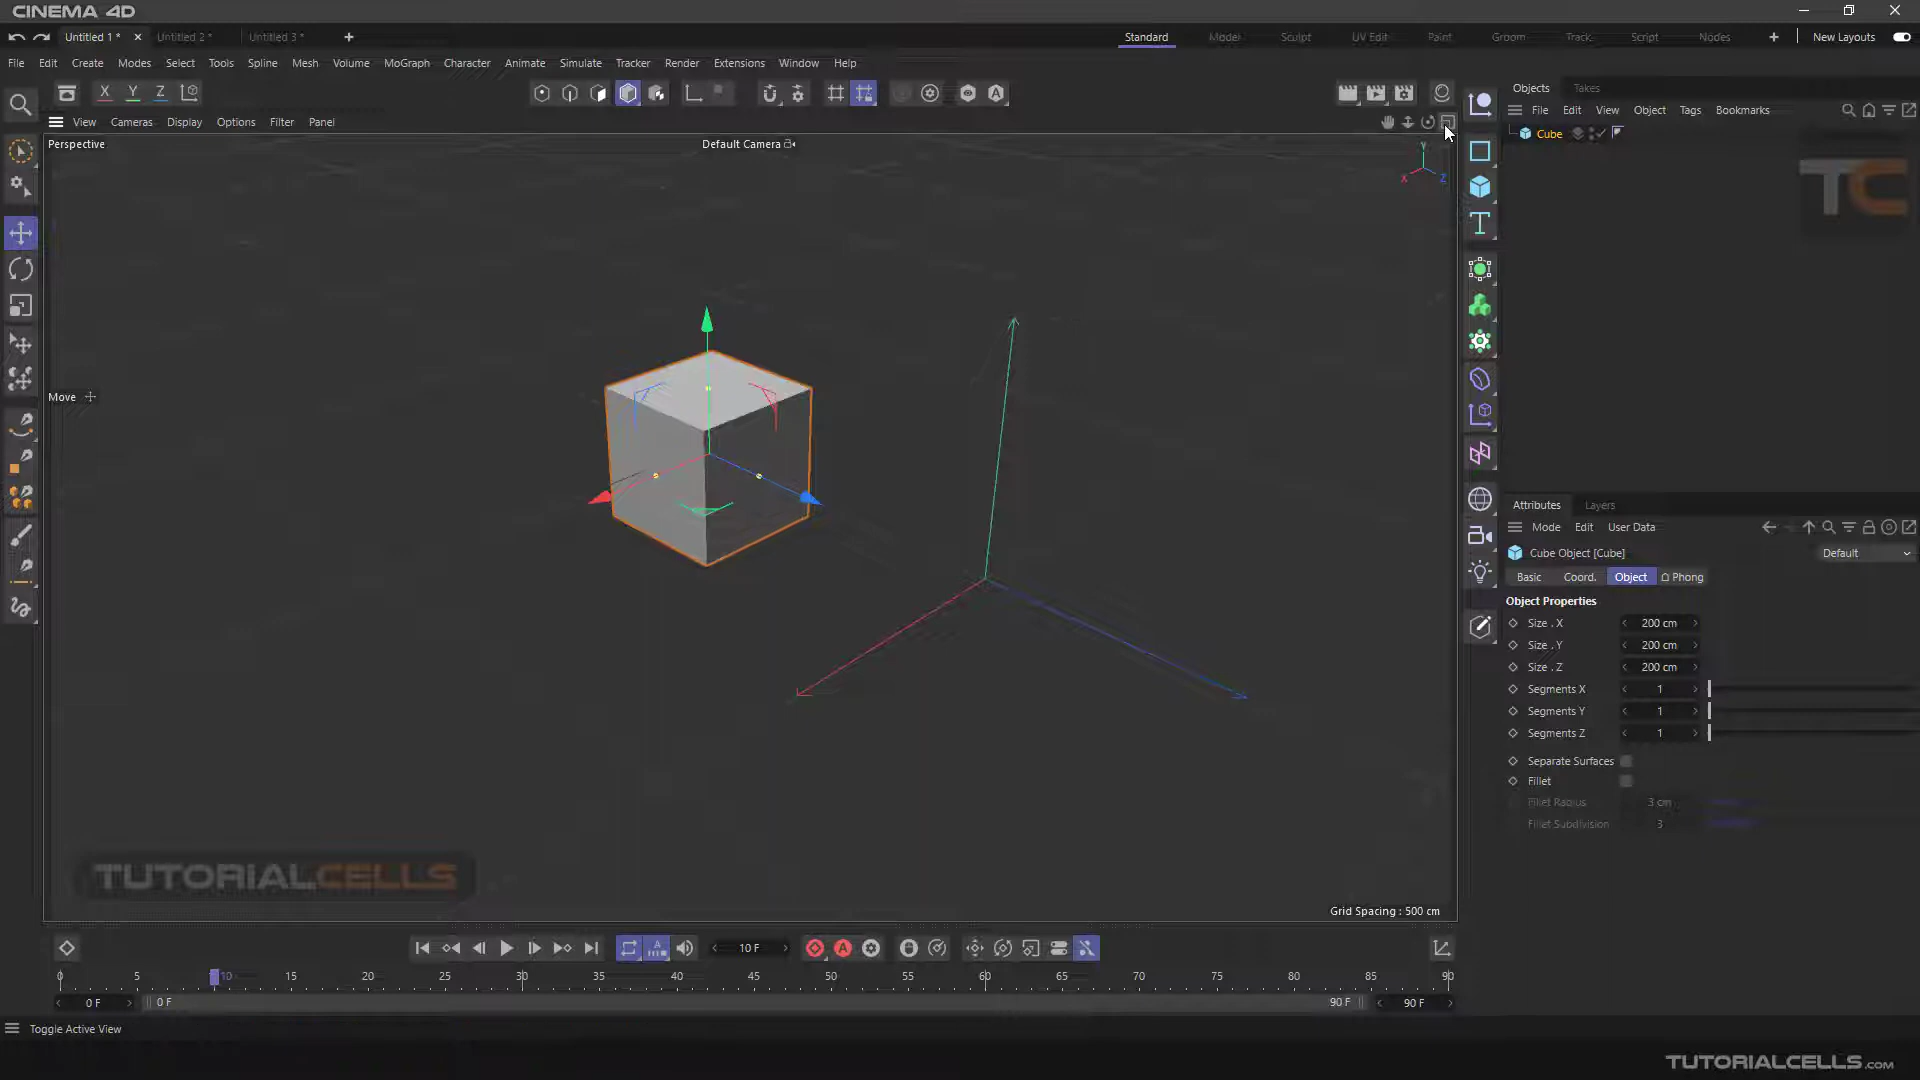 CINEMA 4D
Untitled 1 * Untitled 2 * Untitled 3 *
Standard Model Sculpt UV Edit Paint Groom Track Script Nodes New Layouts
File Edit Create Modes Select Tools Spline Mesh Volume MoGraph Character Animate Simulate Tracker Render Extensions Window Help
X Y Z
View Cameras Display Options Filter Panel
Perspective
Default Camera
Y
X Z
Move
TUTORIALCELLS
Grid Spacing : 500 cm
Objects Takes
File Edit View Object Tags Bookmarks
Cube
TC
Attributes Layers
Mode Edit User Data
Cube Object [Cube]
Default
Basic Coord. Object Phong
Object Properties
Size . X 200 cm
Size . Y 200 cm
Size . Z 200 cm
Segments X 1
Segments Y 1
Segments Z 1
Separate Surfaces
Fillet
Fillet Radius 3 cm
Fillet Subdivision 3
10 F
0 5 10 15 20 25 30 35 40 45 50 55 60 65 70 75 80 85 90
0 F 0 F 90 F 90 F
Toggle Active View
TUTORIALCELLS.com